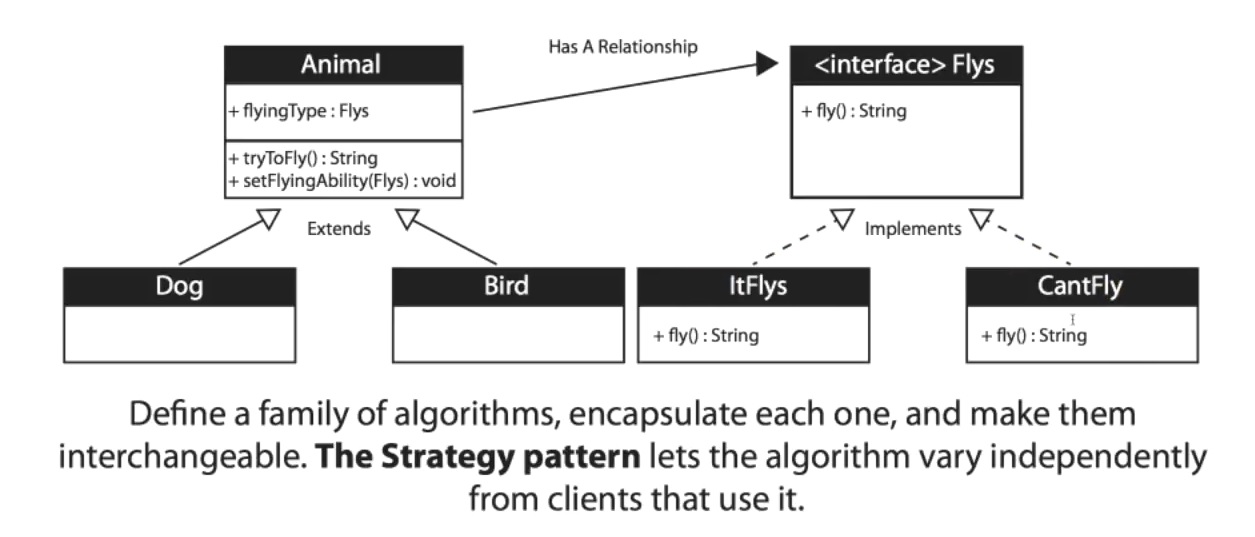 Has A Relationship
Animal
+ flyingType : Flys
+ tryToFly() : String
+ setFlyingAbility(Flys) : void
<interface> Flys
+ fly() : String
Extends
Implements
Dog
Bird
ItFlys
+ fly() : String
CantFly
+ fly() : String
Define a family of algorithms, encapsulate each one, and make them
interchangeable. The Strategy pattern lets the algorithm vary independently
from clients that use it.